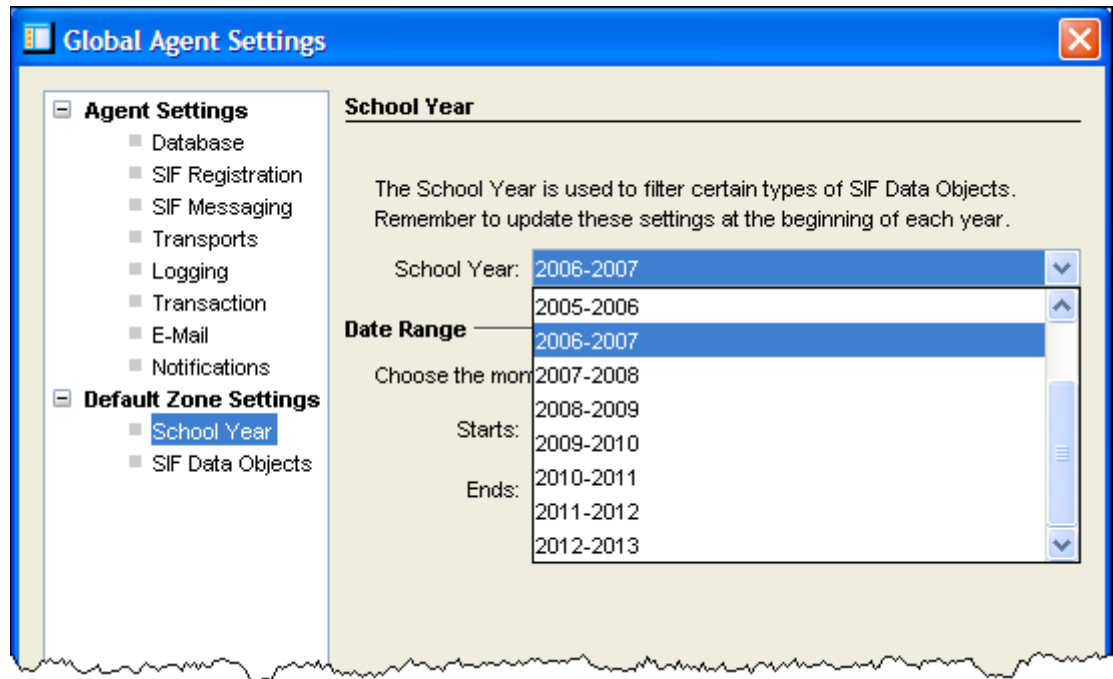 Global Agent Settings
Agent Settings
Database
SIF Registration
SIF Messaging
Transports
Logging
Transaction
E-Mail
Notifications
Default Zone Settings
School Year
SIF Data Objects
School Year
The School Year is used to filter certain types of SIF Data Objects.
Remember to update these settings at the beginning of each year.
School Year: 2006-2007
2005-2006
2006-2007
2007-2008
2008-2009
2009-2010
2010-2011
2011-2012
2012-2013
Date Range
Choose the
Starts:
Ends: